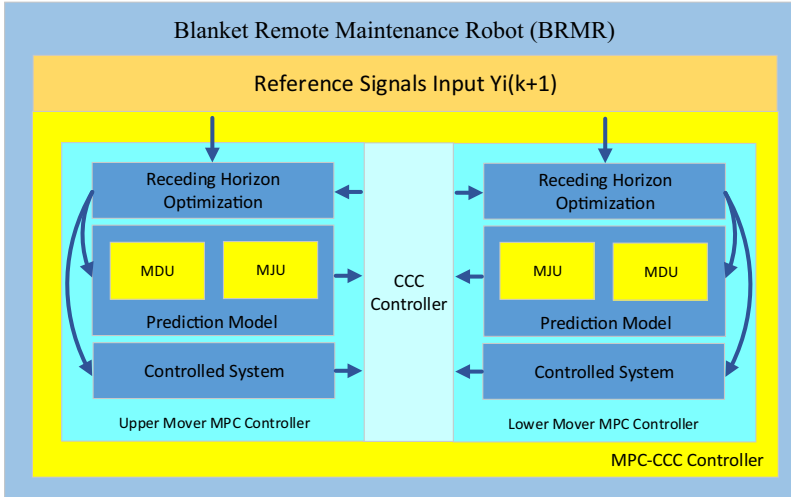 Blanket Remote Maintenance Robot (BRMR)
Reference Signals Input Yi(k+1)
Receding Horizon
Optimization
MDU
MJU
Prediction Model
Controlled System
Upper Mover MPC Controller
CCC
Controller
Receding Horizon
Optimization
MJU
MDU
Prediction Model
Controlled System
Lower Mover MPC Controller
MPC-CCC Controller